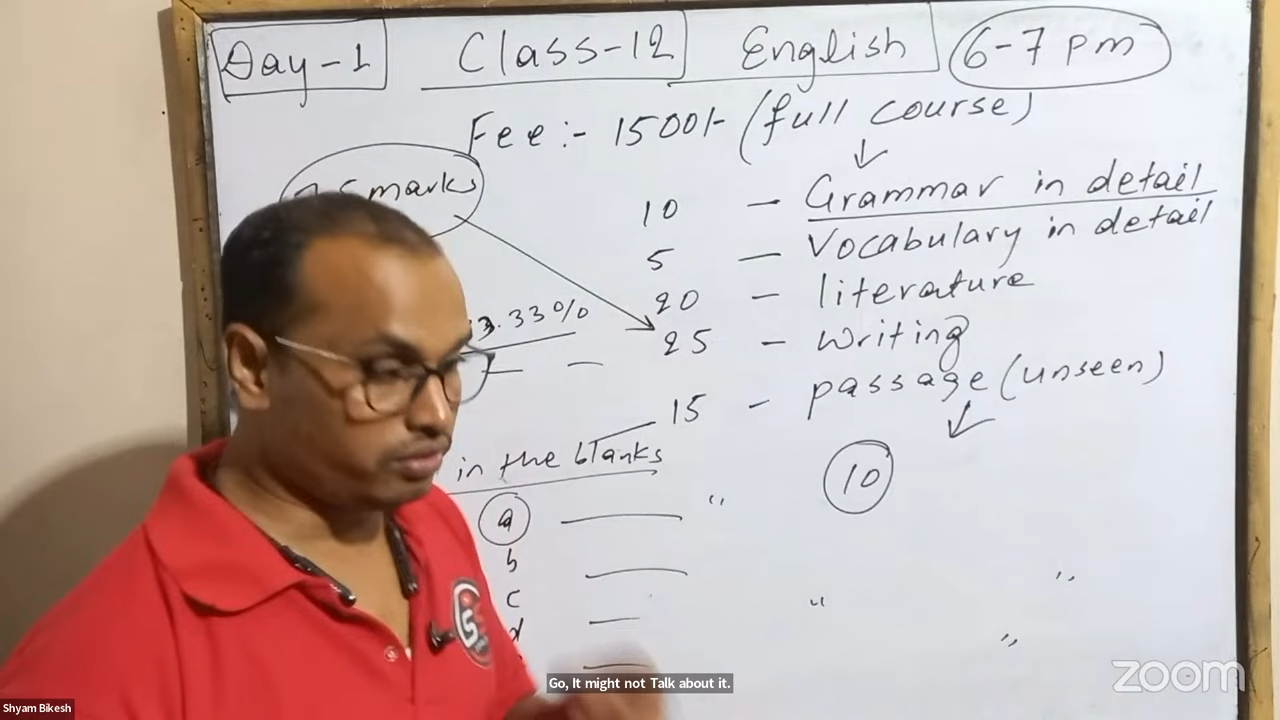 Day-1 Class-12 English 6-7 pm
Fee:- 1500/- (full course)
5 marks
10 - Grammar in detail
5 - Vocabulary in detail
20 - literature
.33%
25 - writing
15 - passage (unseen)
in the blanks
10
a
b
c
d
zoom
Go, It might not Talk about it.
Shyam Bikesh